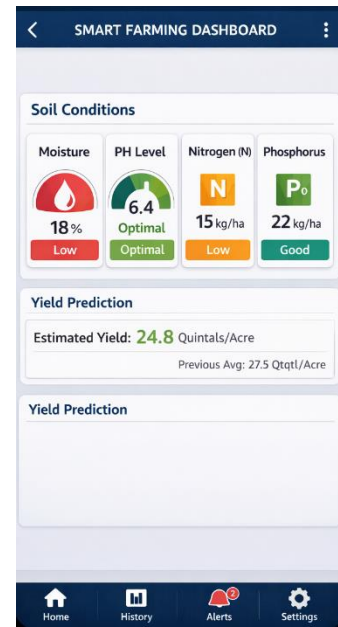 SMART FARMING DASHBOARD
Soil Conditions
Moisture PH Level Nitrogen (N) Phosphorus
N Po
18% 6.4 15 kg/ha 22 kg/ha
Optimal
Low Optimal Low Good
Yield Prediction
Estimated Yield: 24.8 Quintals/Acre
Previous Avg: 27.5 Qtqtl/Acre
Yield Prediction
2
Home History Alerts Settings